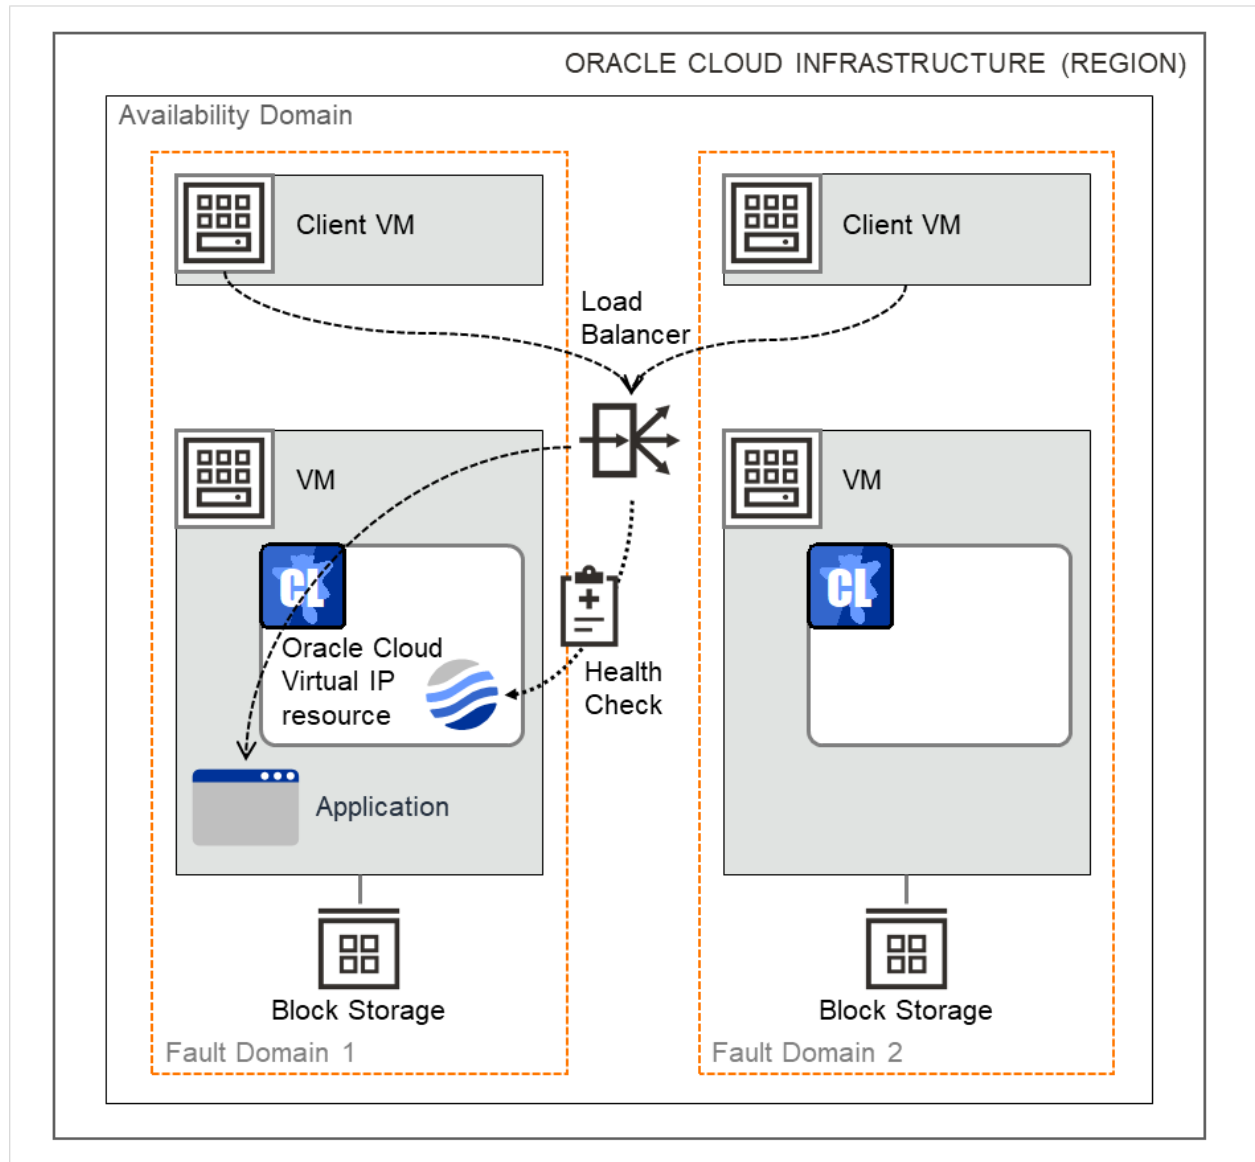 ORACLE CLOUD INFRASTRUCTURE (REGION)
Availability Domain
Client VM
Client VM
Load
Balancer
VM
VM
CL
CL
Oracle Cloud
Virtual IP
resource
Health
Check
Application
Block Storage
Block Storage
Fault Domain 1
Fault Domain 2